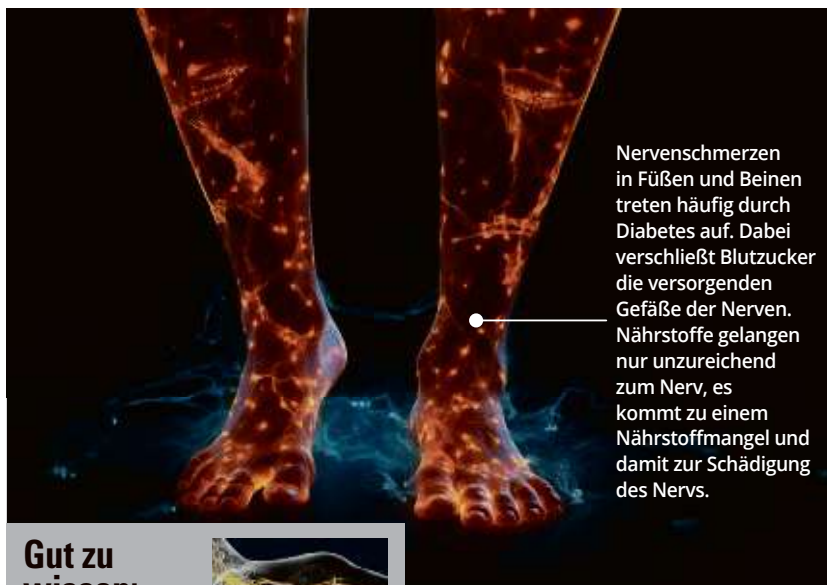 Nervenschmerzen
in Füßen und Beinen
treten häufig durch
Diabetes auf. Dabei
verschließt Blutzucker
die versorgenden
Gefäße der Nerven.
Nährstoffe gelangen
nur unzureichend
zum Nerv, es
kommt zu einem
Nährstoffmangel und
damit zur Schädigung
des Nervs.
Gut zu
wissen: